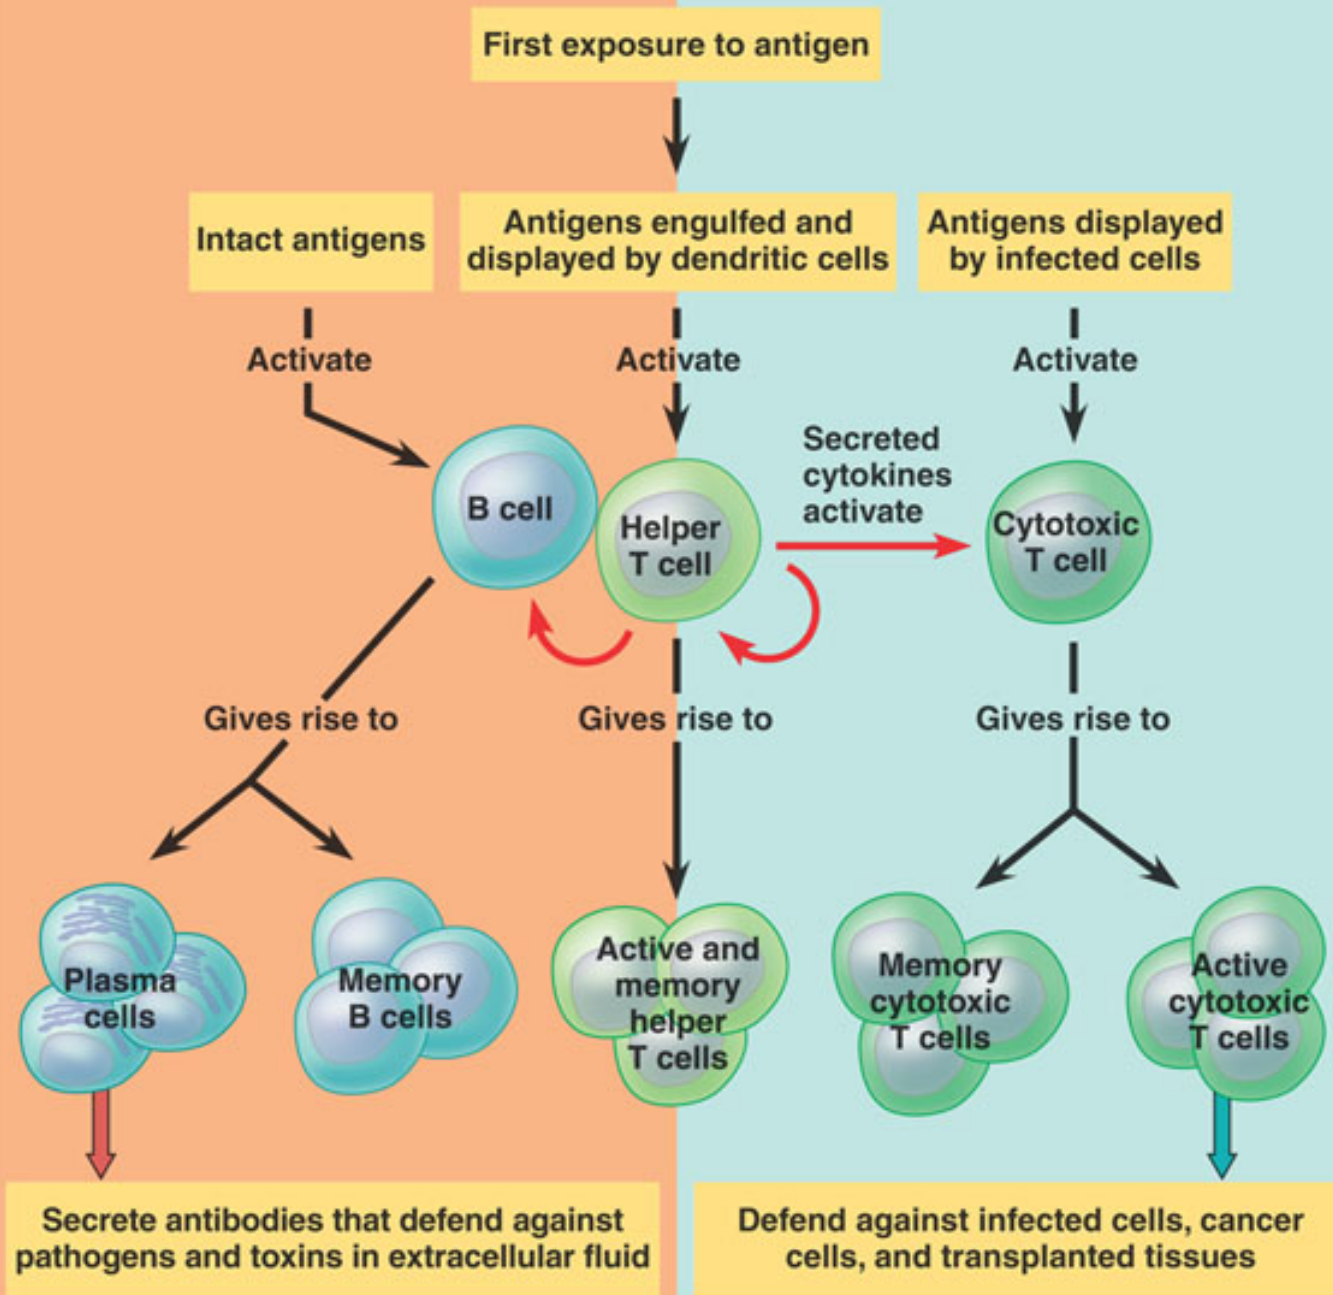 First exposure to antigen
Intact antigens
Antigens engulfed and
displayed by dendritic cells
Antigens displayed
by infected cells
Activate
Activate
Activate
B cell
Helper
T cell
Secreted
cytokines
activate
Cytotoxic
T cell
Gives rise to
Gives rise to
Gives rise to
Plasma
cells
Memory
B cells
Active and
memory
helper
T cells
Memory
cytotoxic
T cells
Active
cytotoxic
T cells
Secrete antibodies that defend against
pathogens and toxins in extracellular fluid
Defend against infected cells, cancer
cells, and transplanted tissues